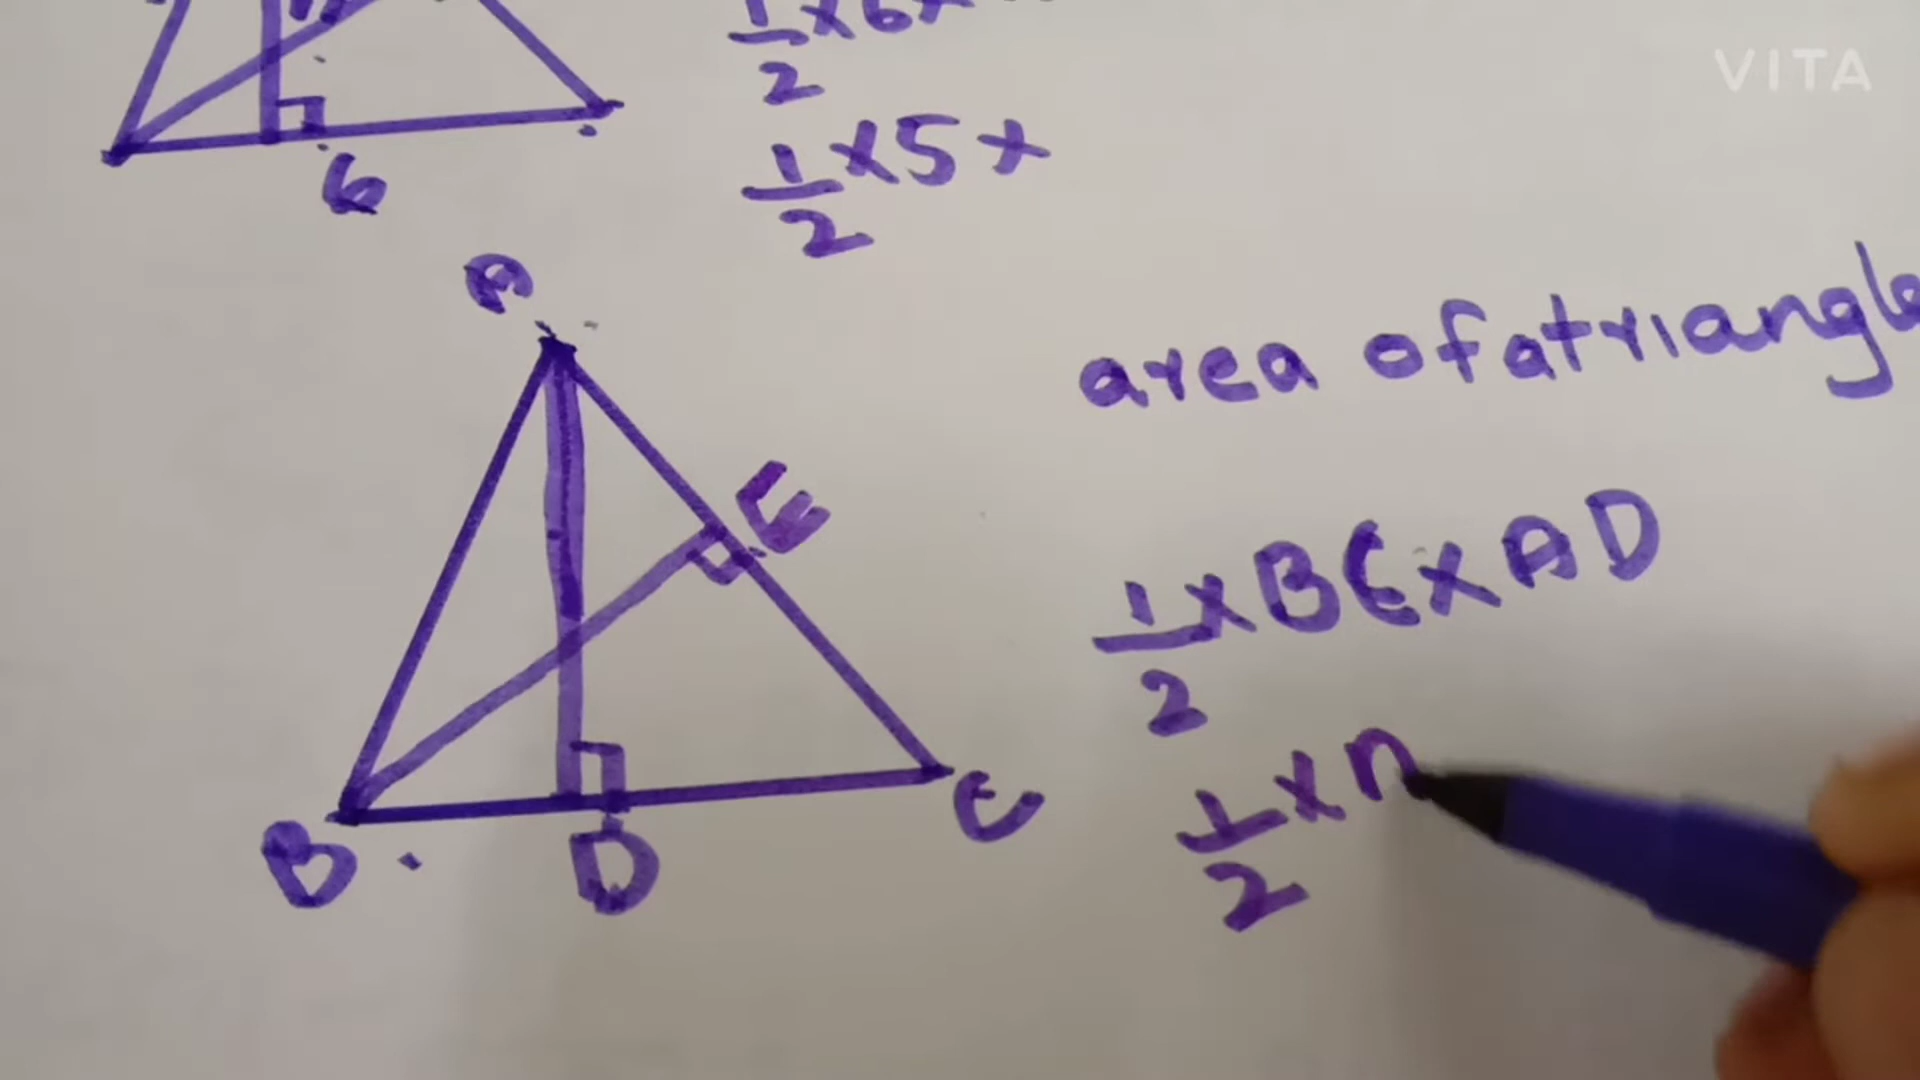 1/2 x 6 x
VITA
1/2 x 5 x
6
A
area of a triangle
E
1/2 x BC x AD
1/2 x A
C
B
D